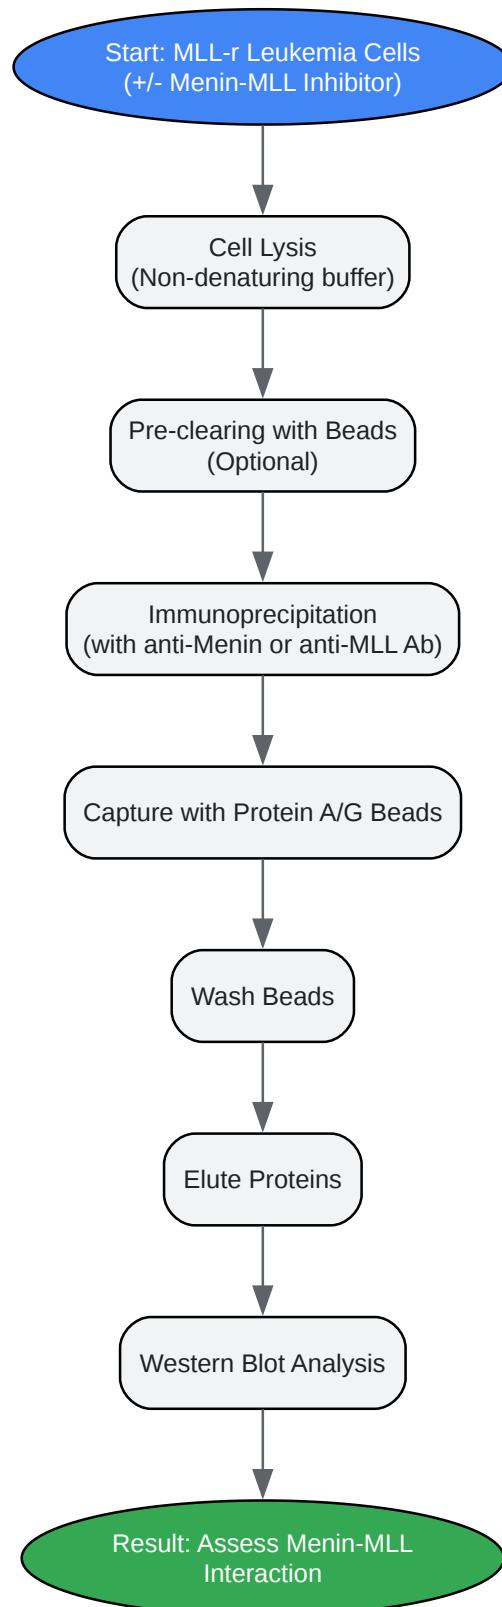 Start: MLL-r Leukemia Cells
(+/- Menin-MLL Inhibitor)
Cell Lysis
(Non-denaturing buffer)
Pre-clearing with Beads
(Optional)
Immunoprecipitation
(with anti-Menin or anti-MLL Ab)
Capture with Protein A/G Beads
Wash Beads
Elute Proteins
Western Blot Analysis
Result: Assess Menin-MLL
Interaction